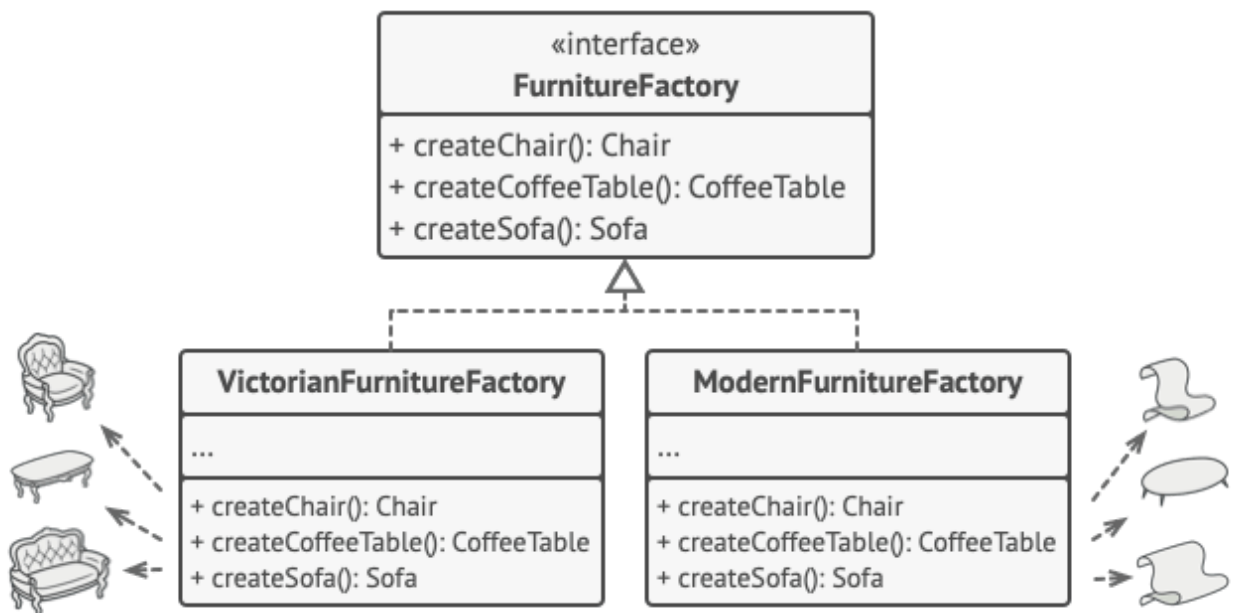 «interface»
FurnitureFactory
+ createChair(): Chair
+ createCoffeeTable(): CoffeeTable
+ createSofa(): Sofa
VictorianFurnitureFactory
...
+ createChair(): Chair
+ createCoffeeTable(): CoffeeTable
+ createSofa(): Sofa
ModernFurnitureFactory
...
+ createChair(): Chair
+ createCoffeeTable(): CoffeeTable
+ createSofa(): Sofa